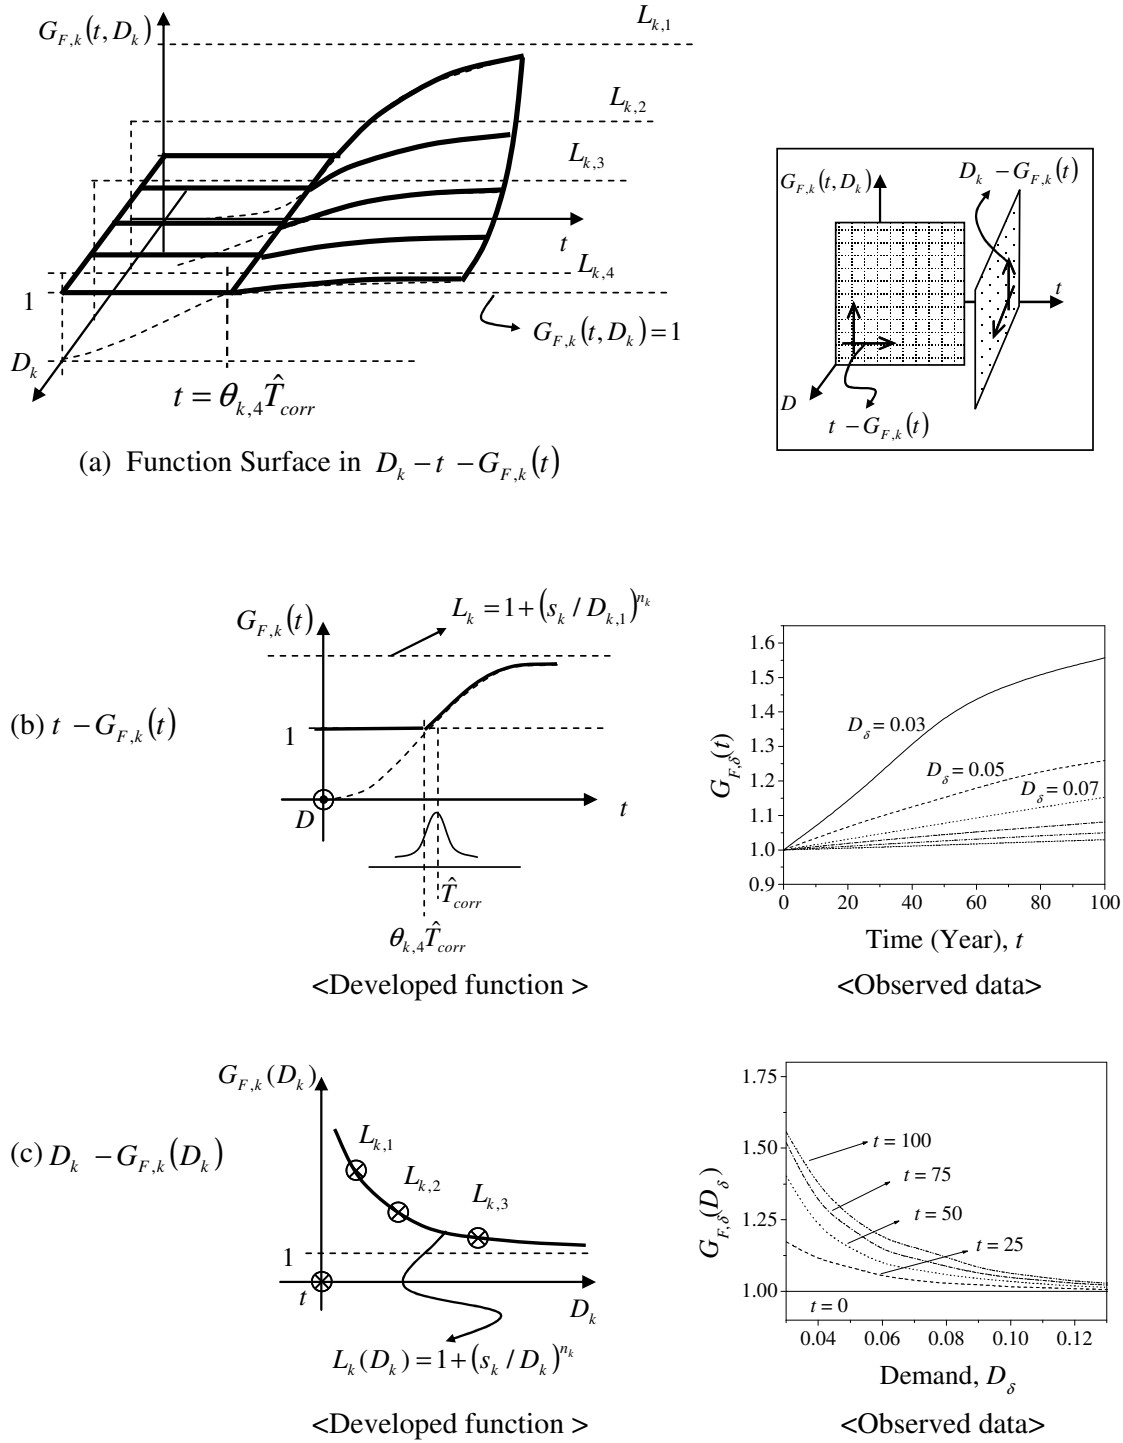 G_{F,k}(t, D_k)
L_{k,1}
L_{k,2}
L_{k,3}
t
L_{k,4}
1
G_{F,k}(t, D_k) = 1
D_k
t = θ_{k,4} T̂_{corr}
(a) Function Surface in D_k − t − G_{F,k}(t)
G_{F,k}(t, D_k)
D_k − G_{F,k}(t)
t
D
t − G_{F,k}(t)
(b) t − G_{F,k}(t)
G_{F,k}(t)
L_k = 1 + (s_k / D_{k,1})^{n_k}
1
D
t
T̂_{corr}
θ_{k,4} T̂_{corr}
<Developed function >
G_{F,δ}(t)
1.6
1.5
1.4
1.3
1.2
1.1
1.0
0.9
D_δ = 0.03
D_δ = 0.05
D_δ = 0.07
0 20 40 60 80 100
Time (Year), t
<Observed data>
(c) D_k − G_{F,k}(D_k)
G_{F,k}(D_k)
L_{k,1}
L_{k,2}
L_{k,3}
1
t
D_k
L_k(D_k) = 1 + (s_k / D_k)^{n_k}
<Developed function >
G_{F,δ}(D_δ)
1.75
1.50
1.25
1.00
t = 100
t = 75
t = 50
t = 25
t = 0
0.04 0.06 0.08 0.10 0.12
Demand, D_δ
<Observed data>